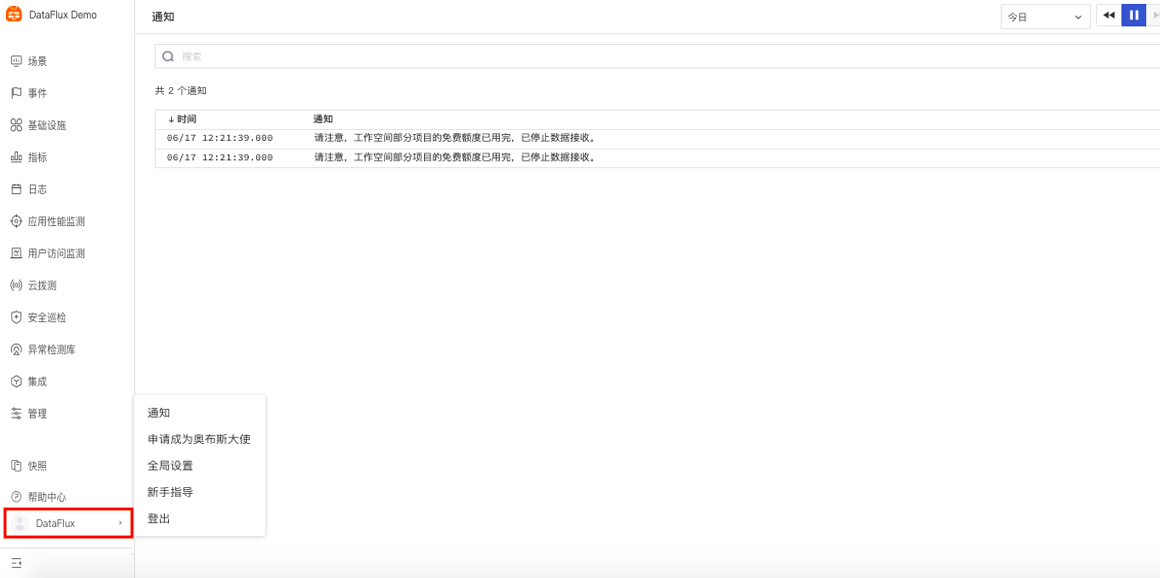 DataFlux Demo
场景
事件
基础设施
指标
日志
应用性能监测
用户访问监测
云拨测
安全巡检
异常检测库
集成
管理
快照
帮助中心
DataFlux
通知
申请成为奥布斯大使
全局设置
新手指导
登出
通知
今日
搜索
共 2 个通知
↓时间 通知
06/17 12:21:39.000 请注意，工作空间部分项目的免费额度已用完，已停止数据接收。
06/17 12:21:39.000 请注意，工作空间部分项目的免费额度已用完，已停止数据接收。